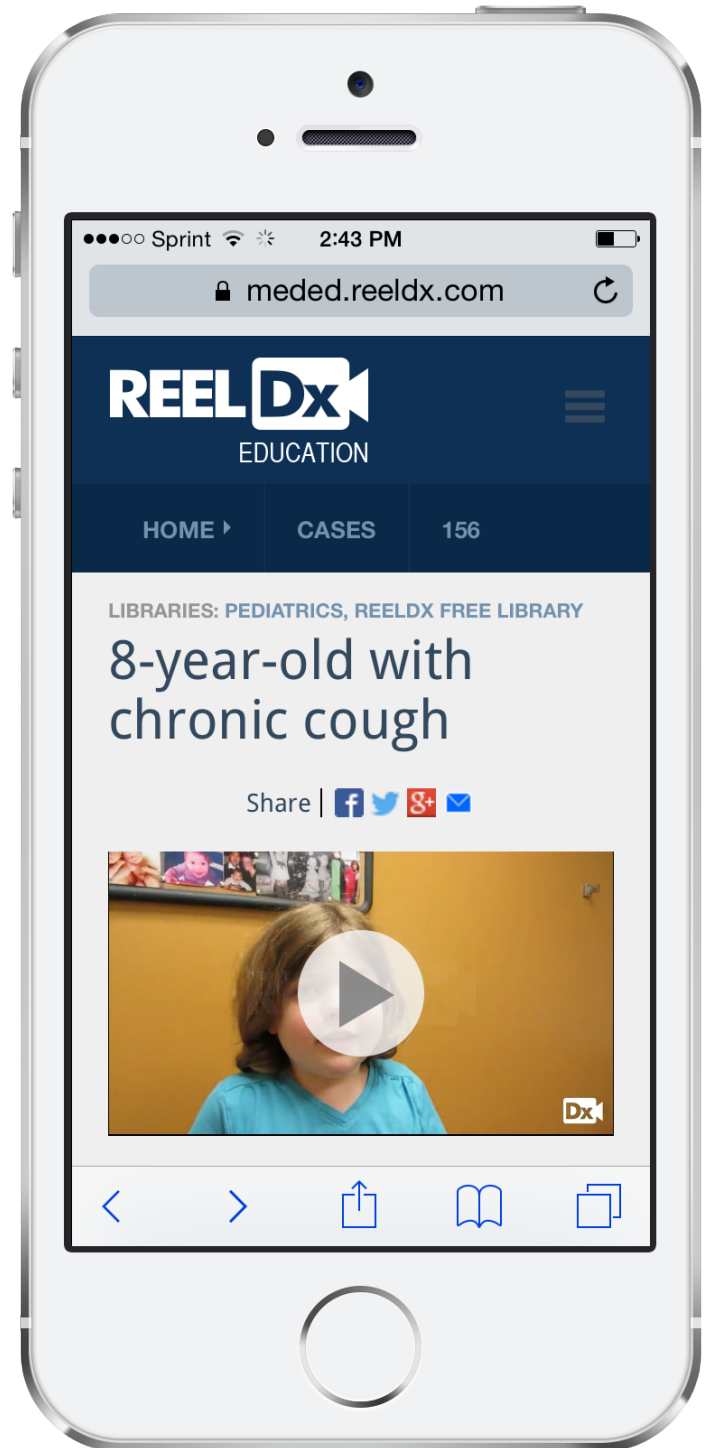 Sprint 2:43 PM
meded.reeldx.com
REEL Dx
EDUCATION
HOME CASES 156
LIBRARIES: PEDIATRICS, REELDX FREE LIBRARY
8-year-old with
chronic cough
Share | f g+
Dx